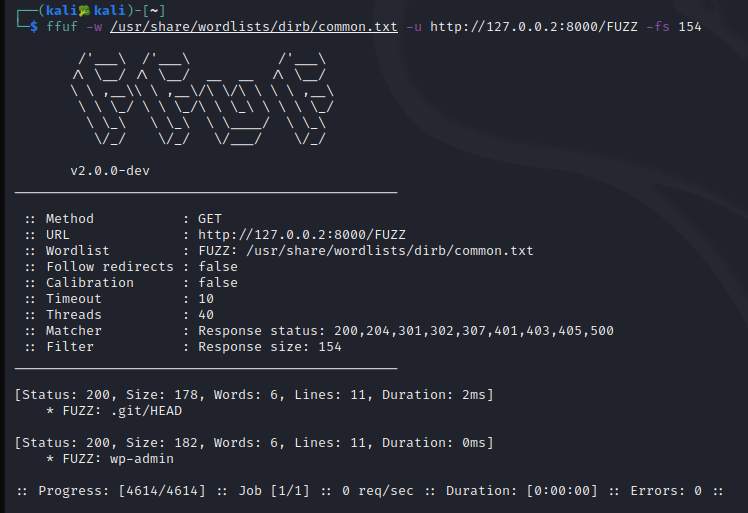 ┌──(kali㉿kali)-[~]
└─$ ffuf -w /usr/share/wordlists/dirb/common.txt -u http://127.0.0.2:8000/FUZZ -fs 154
        /'___\  /'___\           /'___\
       /\ \__/ /\ \__/  __  __  /\ \__/
       \ \ ,__\\ \ ,__\/\ \/\ \ \ \ ,__\
        \ \ \_/ \ \ \_/\ \ \_\ \ \ \ \_/
         \ \_\   \ \_\  \ \____/  \ \_\
          \/_/    \/_/   \/___/    \/_/
       v2.0.0-dev
________________________________________________
 :: Method           : GET
 :: URL              : http://127.0.0.2:8000/FUZZ
 :: Wordlist         : FUZZ: /usr/share/wordlists/dirb/common.txt
 :: Follow redirects : false
 :: Calibration      : false
 :: Timeout          : 10
 :: Threads          : 40
 :: Matcher          : Response status: 200,204,301,302,307,401,403,405,500
 :: Filter           : Response size: 154
________________________________________________
[Status: 200, Size: 178, Words: 6, Lines: 11, Duration: 2ms]
    * FUZZ: .git/HEAD
[Status: 200, Size: 182, Words: 6, Lines: 11, Duration: 0ms]
    * FUZZ: wp-admin
:: Progress: [4614/4614] :: Job [1/1] :: 0 req/sec :: Duration: [0:00:00] :: Errors: 0 ::